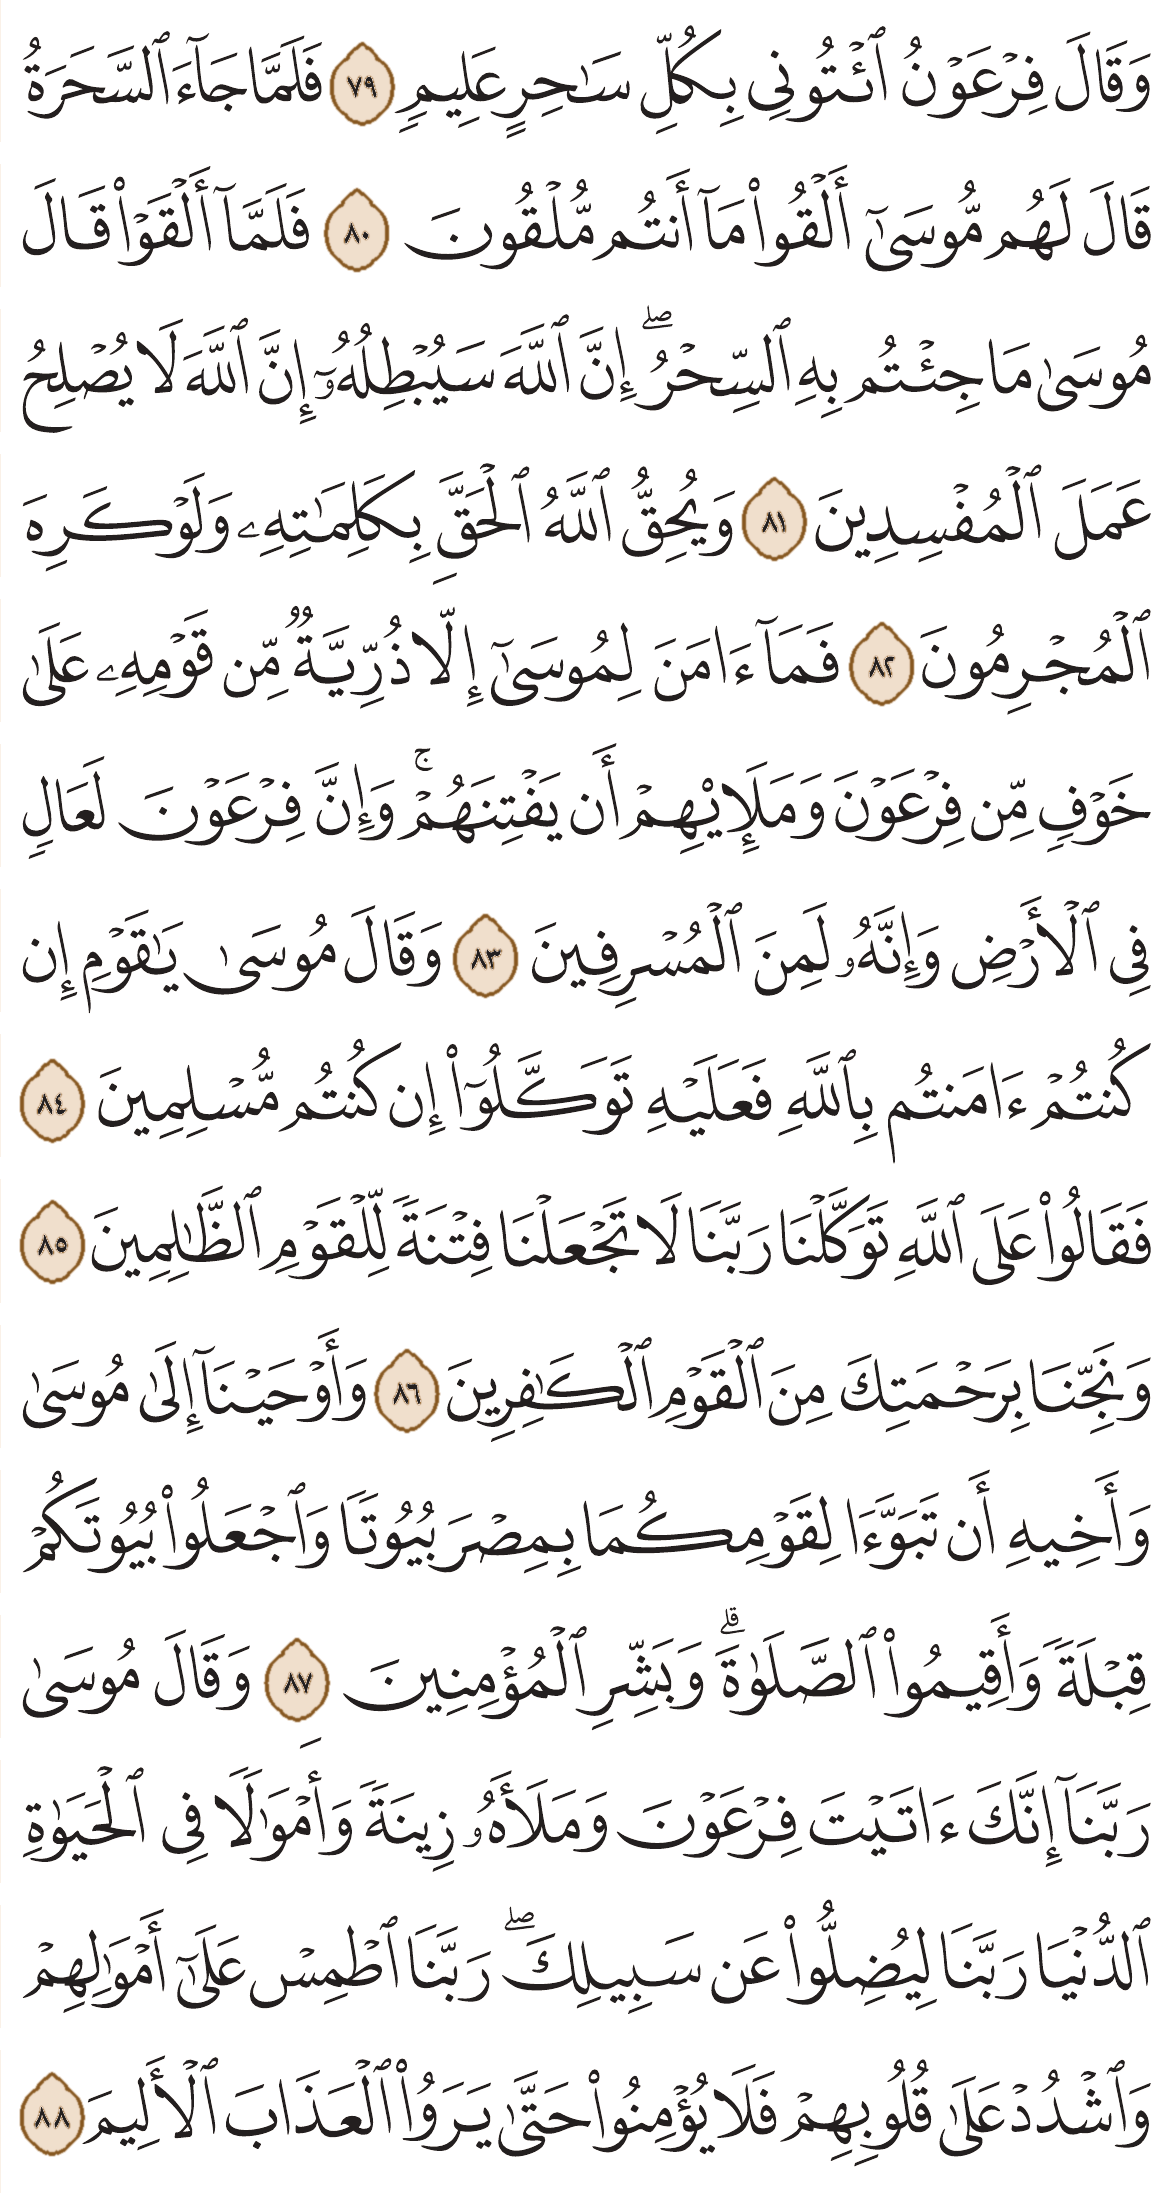 وَقَالَ فِرْعَوْنُ ٱئْتُونِى بِكُلِّ سَٰحِرٍ عَلِيمٍ ٧٩ فَلَمَّا جَآءَ ٱلسَّحَرَةُ
قَالَ لَهُم مُّوسَىٰٓ أَلْقُوا۟ مَآ أَنتُم مُّلْقُونَ ٨٠ فَلَمَّآ أَلْقَوْا۟ قَالَ
مُوسَىٰ مَا جِئْتُم بِهِ ٱلسِّحْرُ ۖ إِنَّ ٱللَّهَ سَيُبْطِلُهُۥٓ إِنَّ ٱللَّهَ لَا يُصْلِحُ
عَمَلَ ٱلْمُفْسِدِينَ ٨١ وَيُحِقُّ ٱللَّهُ ٱلْحَقَّ بِكَلِمَٰتِهِۦ وَلَوْ كَرِهَ
ٱلْمُجْرِمُونَ ٨٢ فَمَآ ءَامَنَ لِمُوسَىٰٓ إِلَّا ذُرِّيَّةٌ مِّن قَوْمِهِۦ عَلَىٰ
خَوْفٍ مِّن فِرْعَوْنَ وَمَلَإِي۟هِمْ أَن يَفْتِنَهُمْ ۚ وَإِنَّ فِرْعَوْنَ لَعَالٍ
فِى ٱلْأَرْضِ وَإِنَّهُۥ لَمِنَ ٱلْمُسْرِفِينَ ٨٣ وَقَالَ مُوسَىٰ يَٰقَوْمِ إِن
كُنتُمْ ءَامَنتُم بِٱللَّهِ فَعَلَيْهِ تَوَكَّلُوٓا۟ إِن كُنتُم مُّسْلِمِينَ ٨٤
فَقَالُوا۟ عَلَى ٱللَّهِ تَوَكَّلْنَا رَبَّنَا لَا تَجْعَلْنَا فِتْنَةً لِّلْقَوْمِ ٱلظَّٰلِمِينَ ٨٥
وَنَجِّنَا بِرَحْمَتِكَ مِنَ ٱلْقَوْمِ ٱلْكَٰفِرِينَ ٨٦ وَأَوْحَيْنَآ إِلَىٰ مُوسَىٰ
وَأَخِيهِ أَن تَبَوَّءَا لِقَوْمِكُمَا بِمِصْرَ بُيُوتًا وَٱجْعَلُوا۟ بُيُوتَكُمْ
قِبْلَةً وَأَقِيمُوا۟ ٱلصَّلَوٰةَ ۗ وَبَشِّرِ ٱلْمُؤْمِنِينَ ٨٧ وَقَالَ مُوسَىٰ
رَبَّنَآ إِنَّكَ ءَاتَيْتَ فِرْعَوْنَ وَمَلَأَهُۥ زِينَةً وَأَمْوَٰلًا فِى ٱلْحَيَوٰةِ
ٱلدُّنْيَا رَبَّنَا لِيُضِلُّوا۟ عَن سَبِيلِكَ ۖ رَبَّنَا ٱطْمِسْ عَلَىٰٓ أَمْوَٰلِهِمْ
وَٱشْدُدْ عَلَىٰ قُلُوبِهِمْ فَلَا يُؤْمِنُوا۟ حَتَّىٰ يَرَوُا۟ ٱلْعَذَابَ ٱلْأَلِيمَ ٨٨